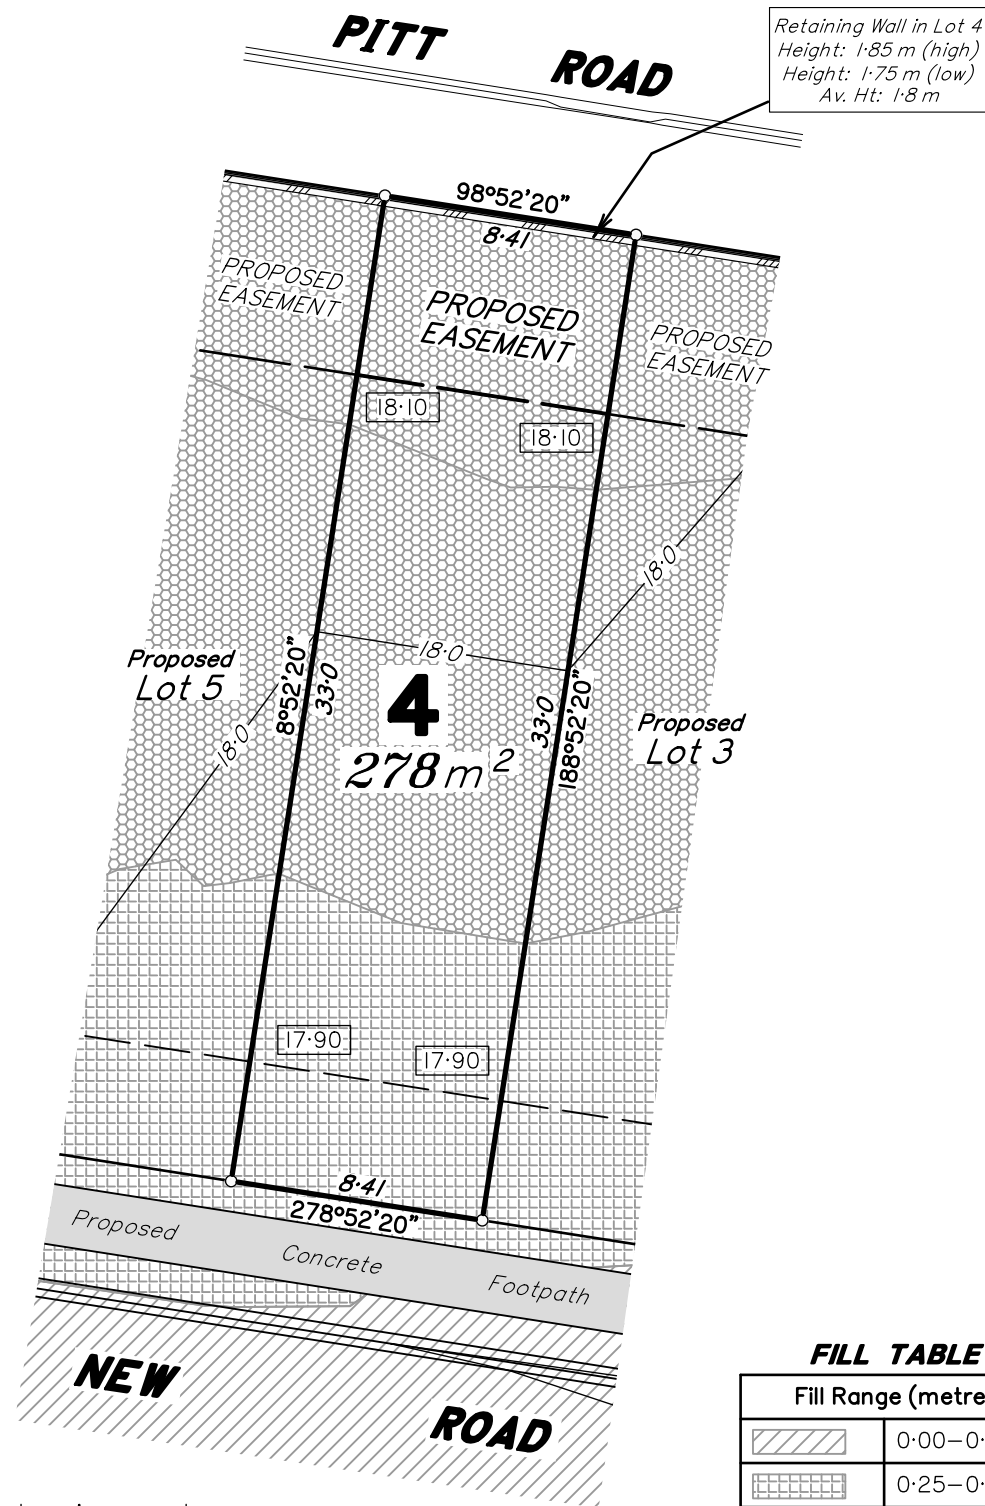 PITT ROAD
Retaining Wall in Lot 4
Height: 1·85 m (high)
Height: 1·75 m (low)
Av. Ht: 1·8 m
98°52'20"
8·41
PROPOSED
EASEMENT
PROPOSED
EASEMENT
PROPOSED
EASEMENT
18·10
18·10
18·0
18·0
Proposed
Lot 5
8°52'20"
33·0
4
278 m²
33·0
188°52'20"
Proposed
Lot 3
18·0
17·90
17·90
8·41
278°52'20"
Proposed Concrete Footpath
NEW ROAD
FILL TABLE
Fill Range (metre
0·00–0·
0·25–0·